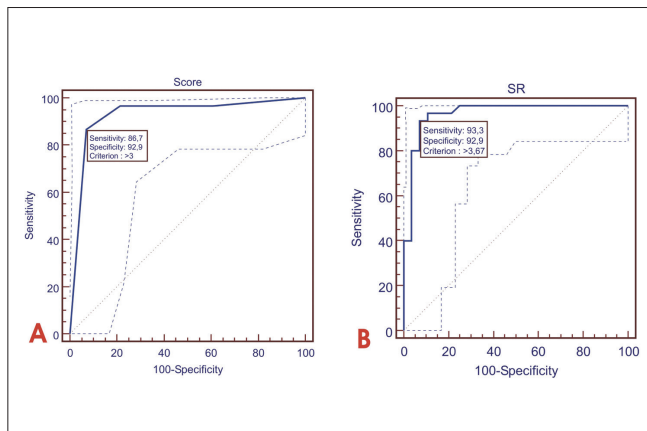 Score
100
80
60
40
20
0
Sensitivity
Sensitivity: 86,7
Specificity: 92,9
Criterion : >3
0 20 40 60 80 100
100-Specificity
A
SR
100
80
60
40
20
0
Sensitivity
Sensitivity: 93,3
Specificity: 92,9
Criterion : >3,67
0 20 40 60 80 100
100-Specificity
B